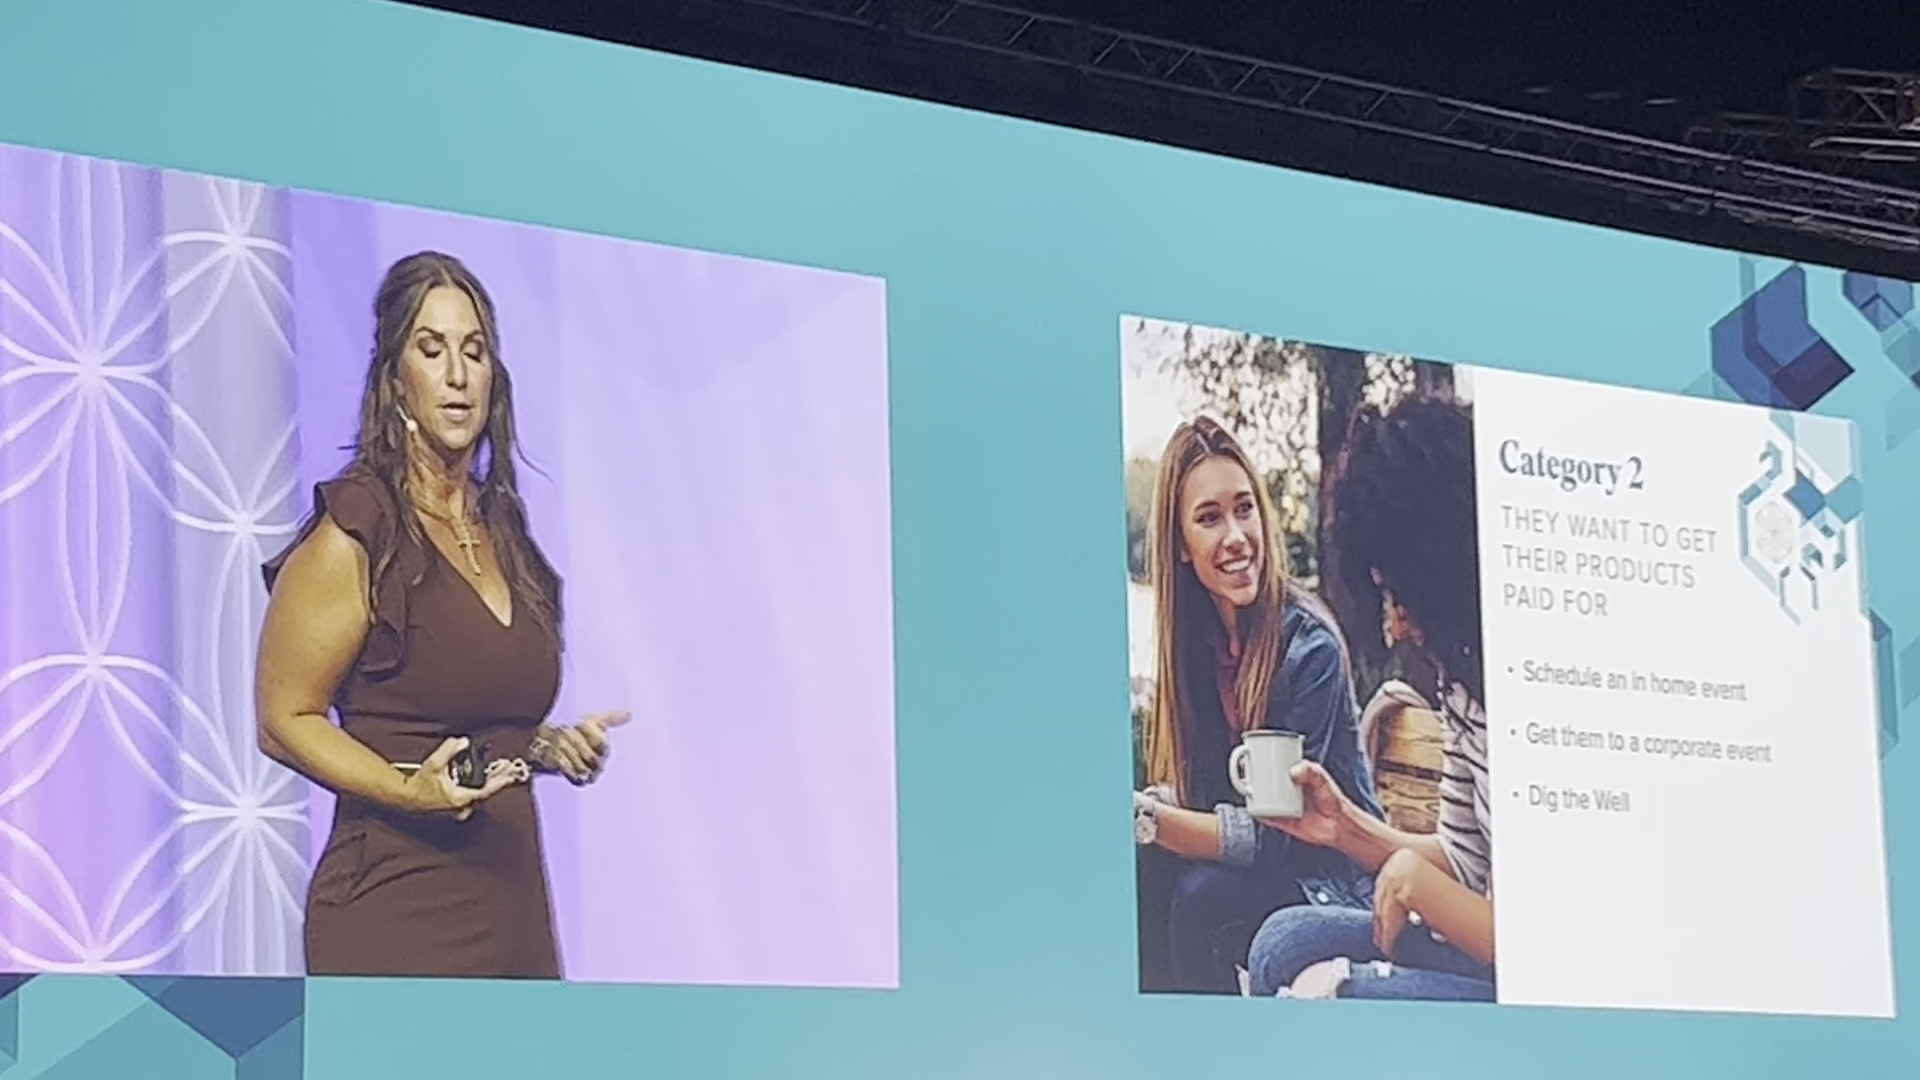 Category 2
THEY WANT TO GET
THEIR PRODUCTS
PAID FOR
• Schedule an in home event
• Get them to a corporate event
• Dig the Well